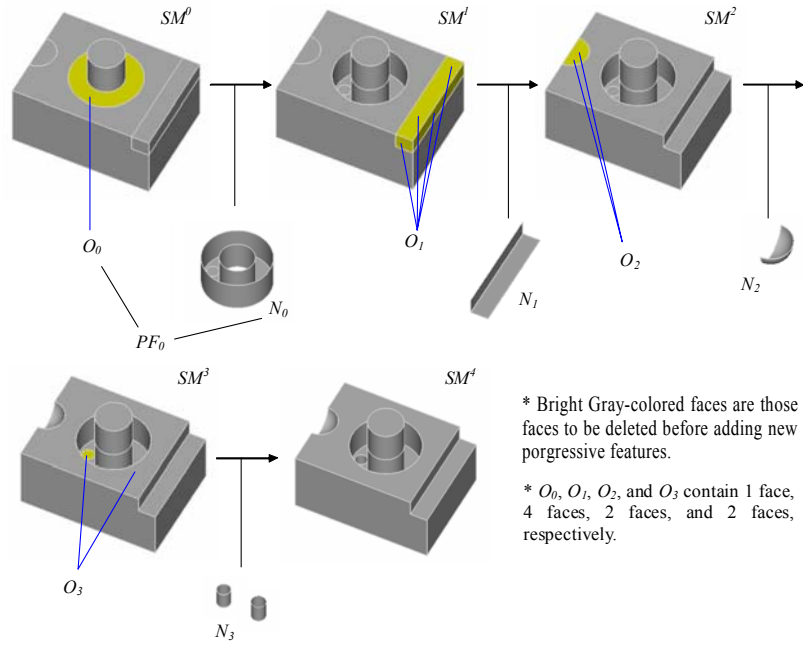 SM⁰
SM¹
SM²
O₀
N₀
PF₀
O₁
N₁
O₂
N₂
SM³
SM⁴
O₃
N₃
* Bright Gray-colored faces are those
faces to be deleted before adding new
porgressive features.
* O₀, O₁, O₂, and O₃ contain 1 face,
4 faces, 2 faces, and 2 faces,
respectively.